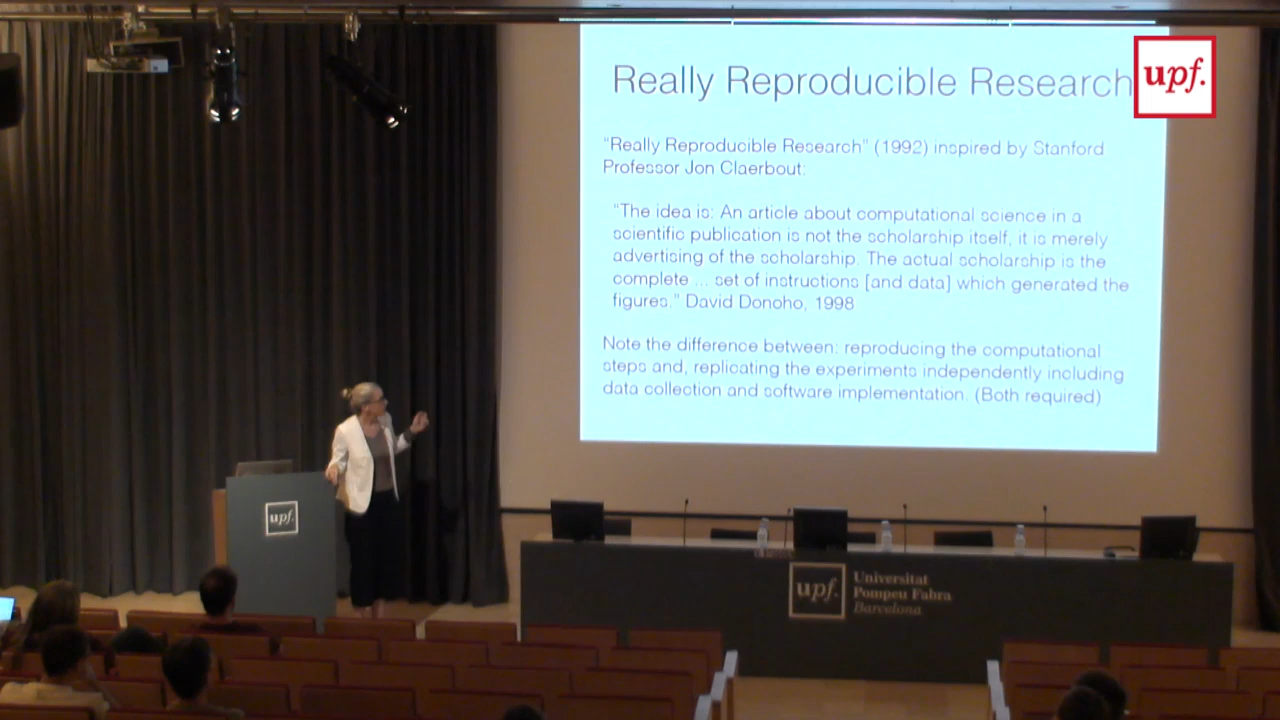 Really Reproducible Research
upf.
"Really Reproducible Research" (1992) inspired by Stanford
Professor Jon Claerbout:
"The idea is: An article about computational science in a
scientific publication is not the scholarship itself, it is merely
advertising of the scholarship. The actual scholarship is the
complete ... set of instructions [and data] which generated the
figures." David Donoho, 1998
Note the difference between: reproducing the computational
steps and, replicating the experiments independently including
data collection and software implementation. (Both required)
upf.
upf.
Universitat
Pompeu Fabra
Barcelona